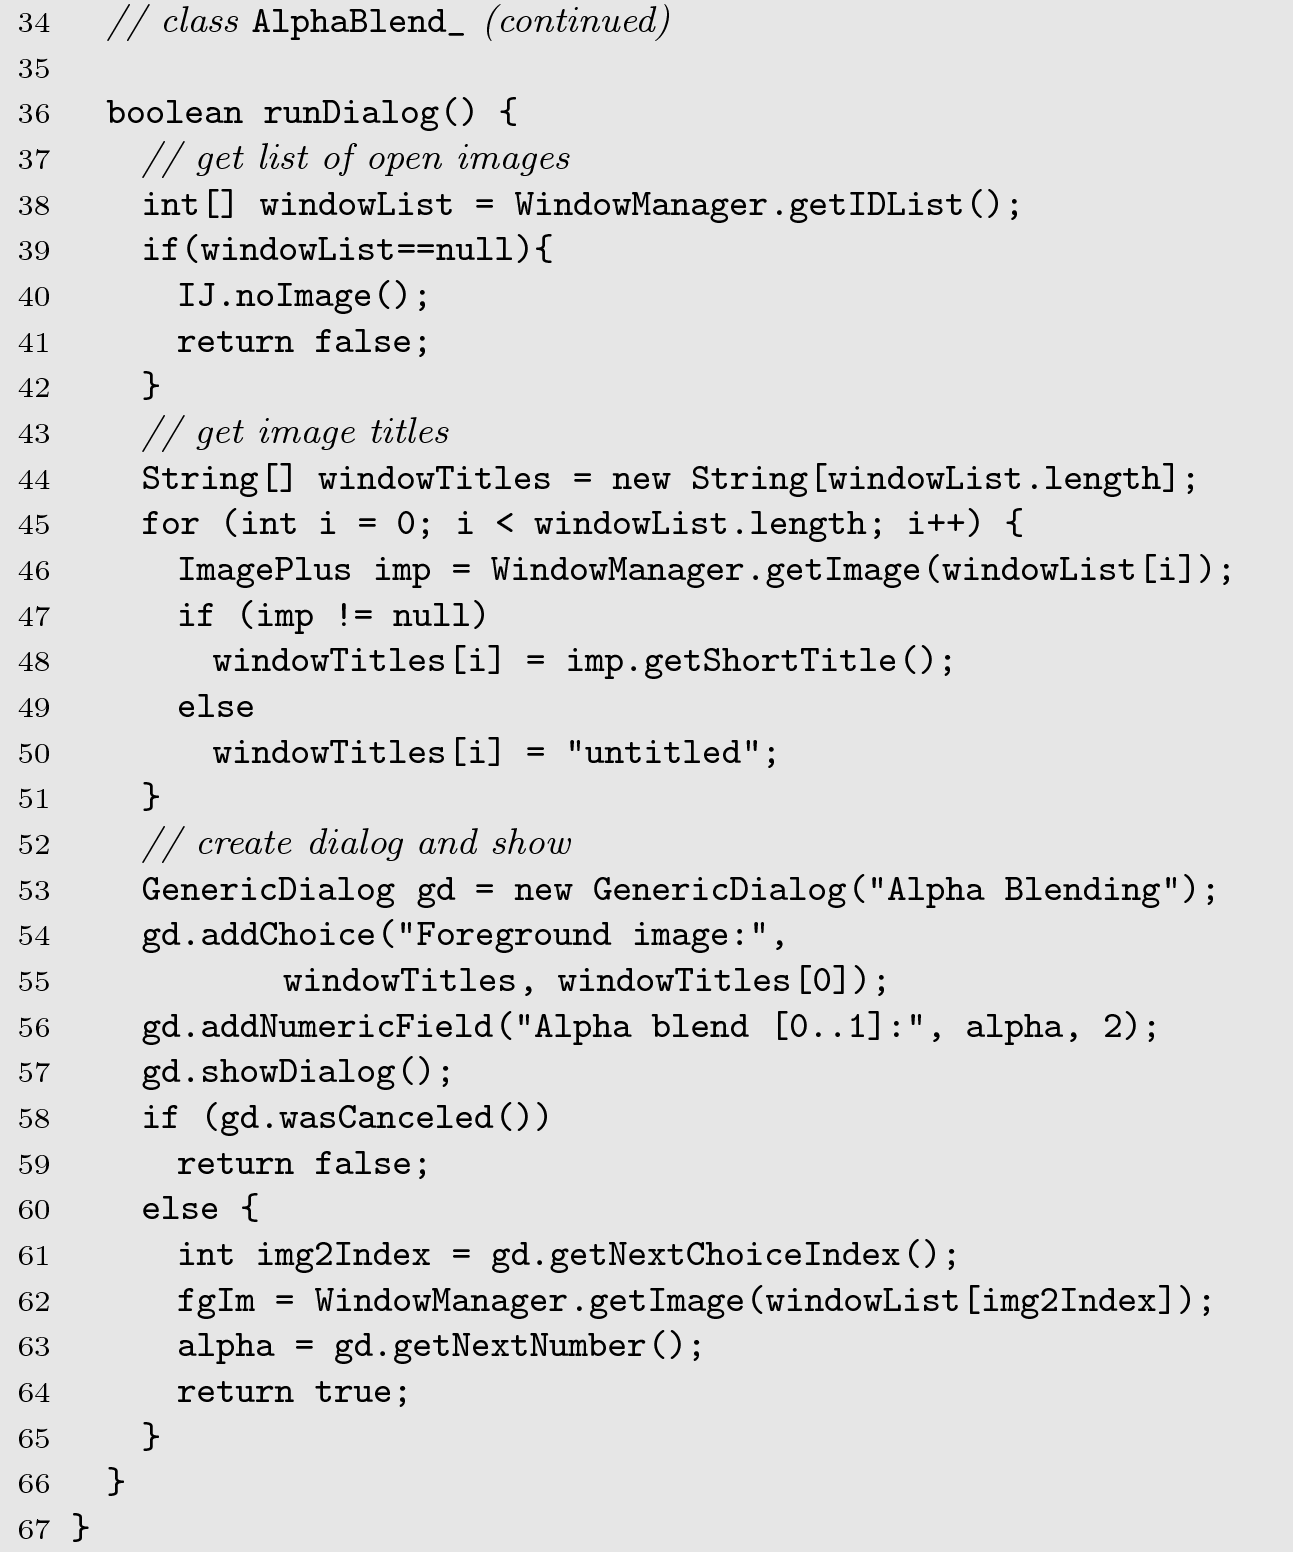 34 // class AlphaBlend_ (continued)
35
36 boolean runDialog() {
37 // get list of open images
38 int[] windowList = WindowManager.getIDList();
39 if(windowList==null){
40 IJ.noImage();
41 return false;
42 }
43 // get image titles
44 String[] windowTitles = new String[windowList.length];
45 for (int i = 0; i < windowList.length; i++) {
46 ImagePlus imp = WindowManager.getImage(windowList[i]);
47 if (imp != null)
48 windowTitles[i] = imp.getShortTitle();
49 else
50 windowTitles[i] = "untitled";
51 }
52 // create dialog and show
53 GenericDialog gd = new GenericDialog("Alpha Blending");
54 gd.addChoice("Foreground image:",
55 windowTitles, windowTitles[0]);
56 gd.addNumericField("Alpha blend [0..1]:", alpha, 2);
57 gd.showDialog();
58 if (gd.wasCanceled())
59 return false;
60 else {
61 int img2Index = gd.getNextChoiceIndex();
62 fgIm = WindowManager.getImage(windowList[img2Index]);
63 alpha = gd.getNextNumber();
64 return true;
65 }
66 }
67 }